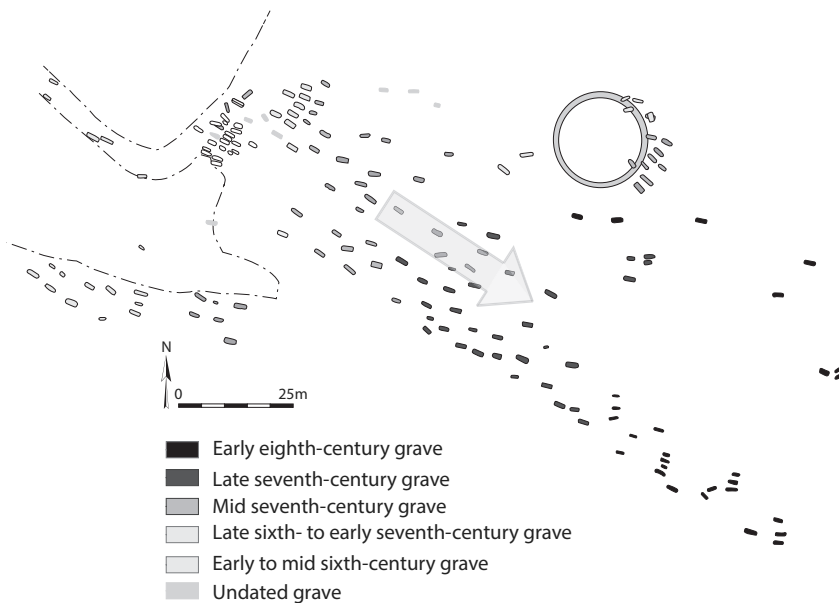 N
0 25m
Early eighth-century grave
Late seventh-century grave
Mid seventh-century grave
Late sixth- to early seventh-century grave
Early to mid sixth-century grave
Undated grave